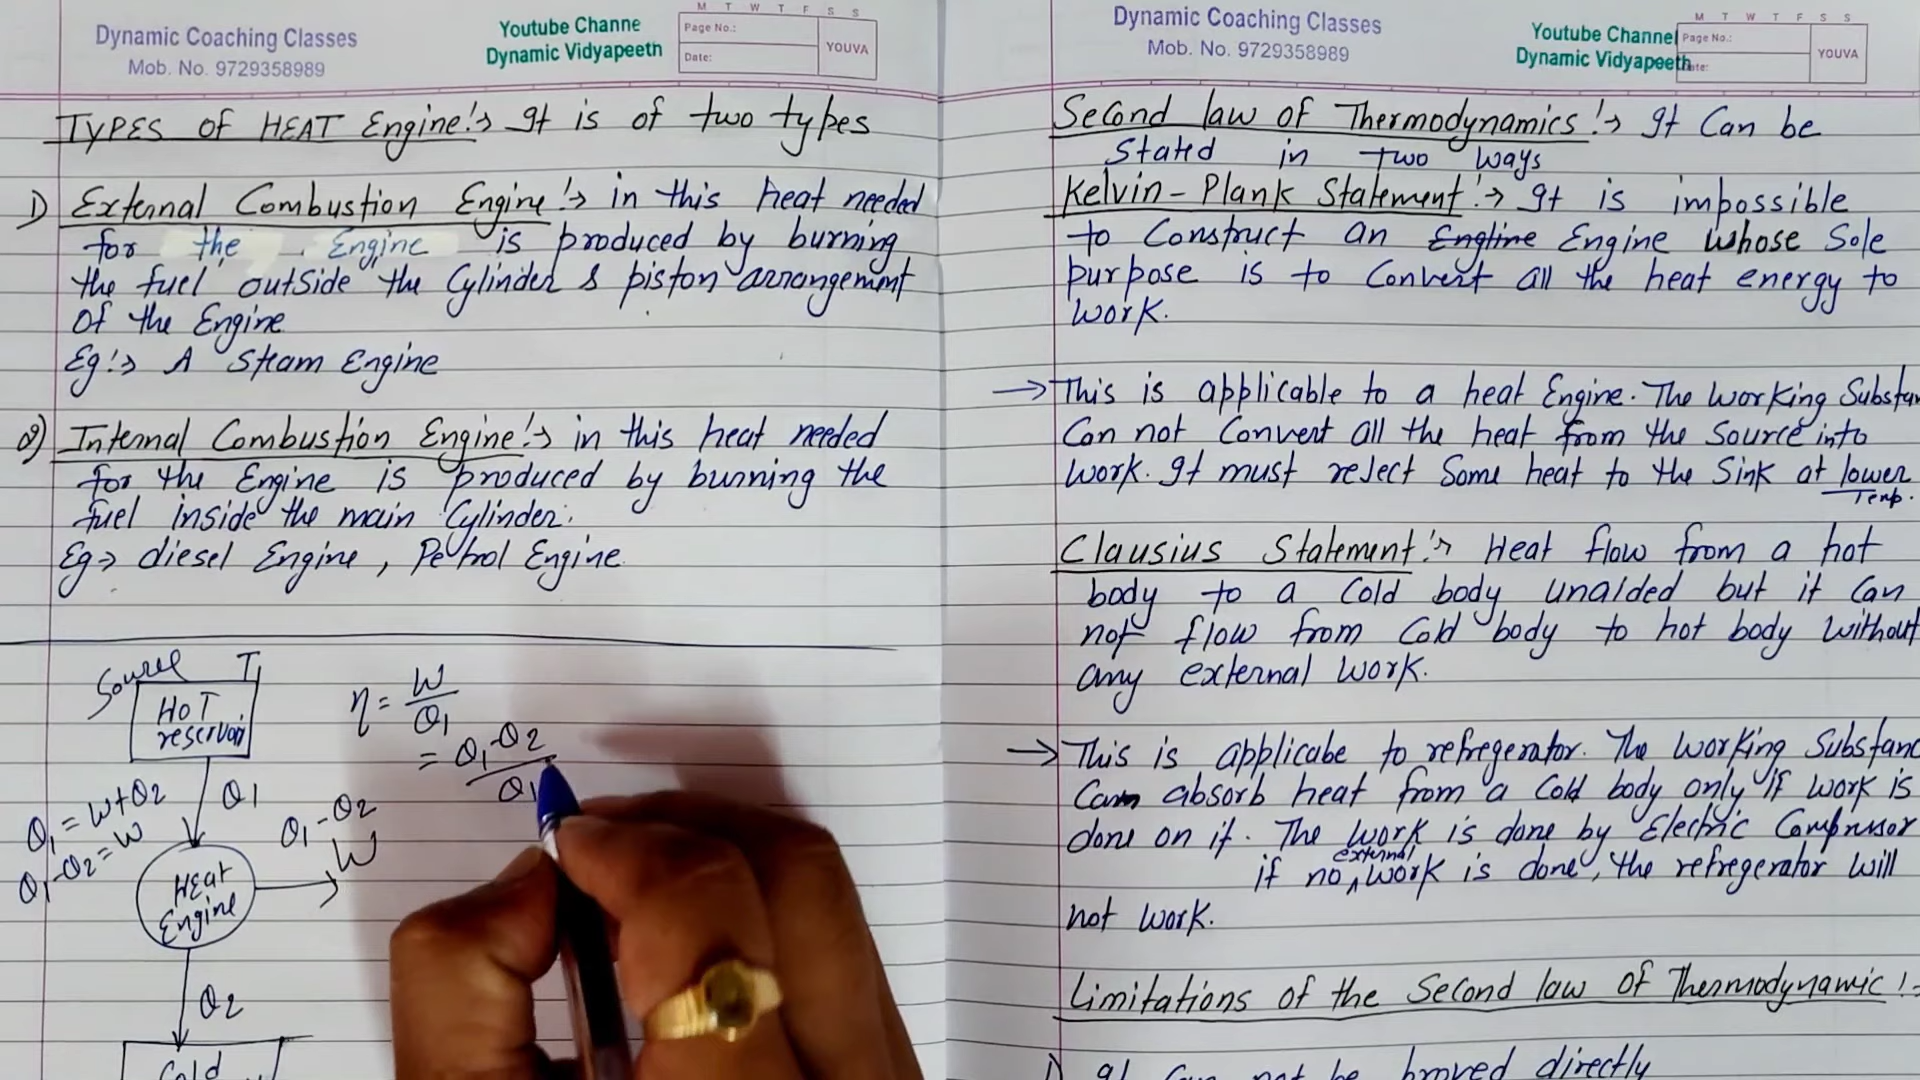 Dynamic Coaching Classes
Mob. No. 9729358989
Youtube Channe
Dynamic Vidyapeeth
M T W T F S S
Page No.:
Date:
YOUVA
TYPES of HEAT Engine!→ It is of two types
1) External Combustion Engine!→ in this heat needed
for the Engine is produced by burning
the fuel outside the Cylinder & piston arrangement
of the Engine
Eg!→ A Steam Engine
2) Internal Combustion Engine!→ in this heat needed
for the Engine is produced by burning the
fuel inside the main Cylinder.
Eg→ diesel Engine, Petrol Engine
Source T1
HOT
reservoir
Q1
Q1 = W+Q2
Q1-Q2 = W
Heat
Engine
Q1-Q2
W
Q2
Cold
η = W/Q1
= Q1-Q2/Q1
Dynamic Coaching Classes
Mob. No. 9729358989
Youtube Channel
Dynamic Vidyapeeth
M T W T F S S
Page No.:
ate:
YOUVA
Second law of Thermodynamics!→ It Can be
Stated in two ways
Kelvin-Plank Statement!→ It is impossible
to Construct an Engtine Engine whose Sole
purpose is to Convert all the heat energy to
work.
→ This is applicable to a heat Engine. The working Substan
Can not Convert all the heat from the Source into
work. It must reject Some heat to the Sink at lower
Temp.
Clausius Statement!→ Heat flow from a hot
body to a Cold body unaided but it Can
not flow from Cold body to hot body without
any external work.
→ This is applicabe to refregerator. The working Substanc
Can absorb heat from a Cold body only if work is
done on it. The work is done by Electric Compressor
if no external work is done, the refregerator will
not work.
Limitations of the Second law of Thermodynamic!→
1) It Can not be proved directly